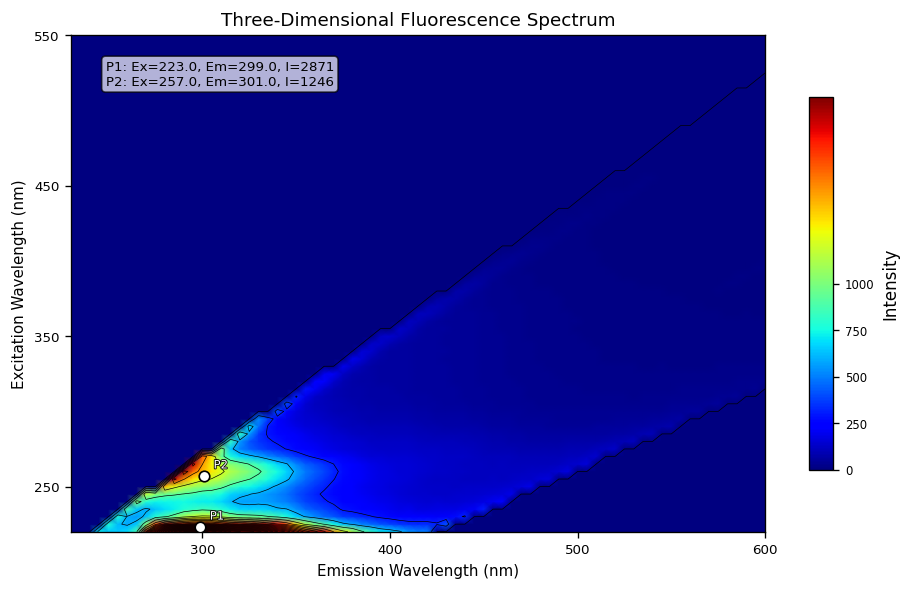 Three-Dimensional Fluorescence Spectrum
P1: Ex=223.0, Em=299.0, I=2871
P2: Ex=257.0, Em=301.0, I=1246
550
450
350
250
Excitation Wavelength (nm)
P2
P1
300
400
500
600
Emission Wavelength (nm)
1000
750
500
250
0
Intensity